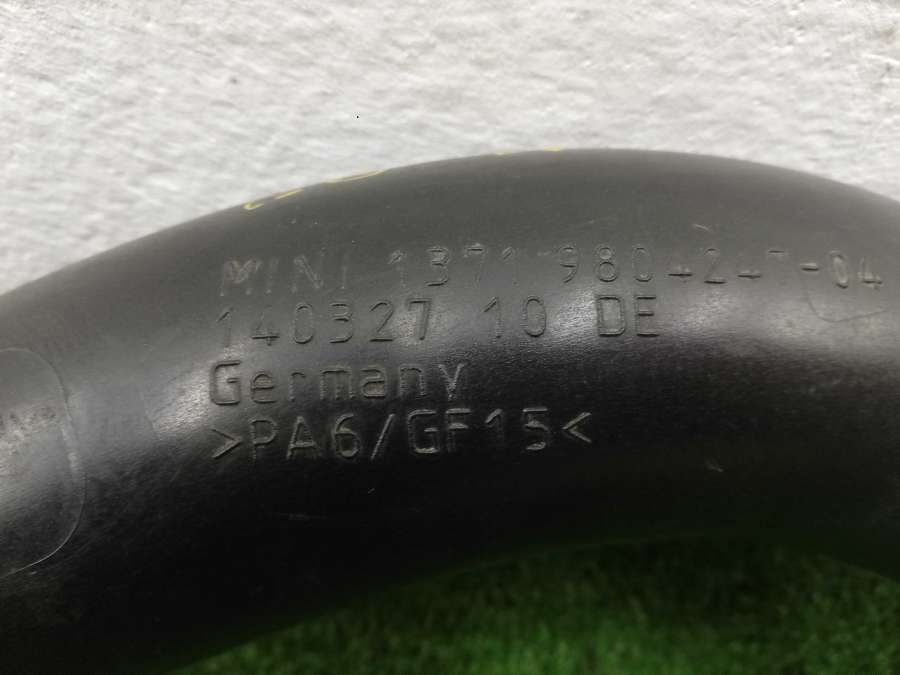 MINI 1371 9804247-04
140327 10 DE
Germany
>PA6/GF15<